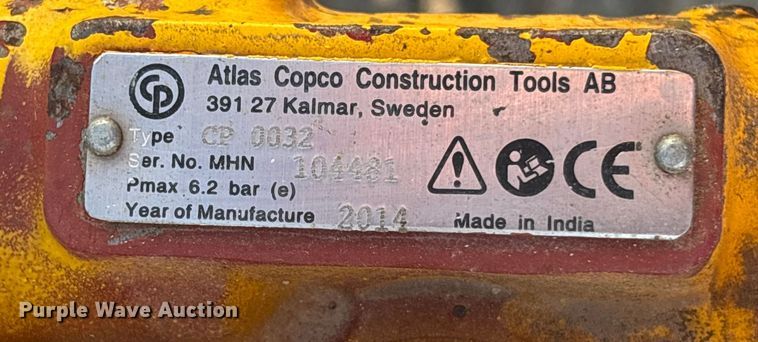 CP
Atlas Copco Construction Tools AB
391 27 Kalmar, Sweden
Type CP 0032
Ser. No. MHN 104481
Pmax 6.2 bar (e)
Year of Manufacture 2014 Made in India
CE
Purple Wave Auction